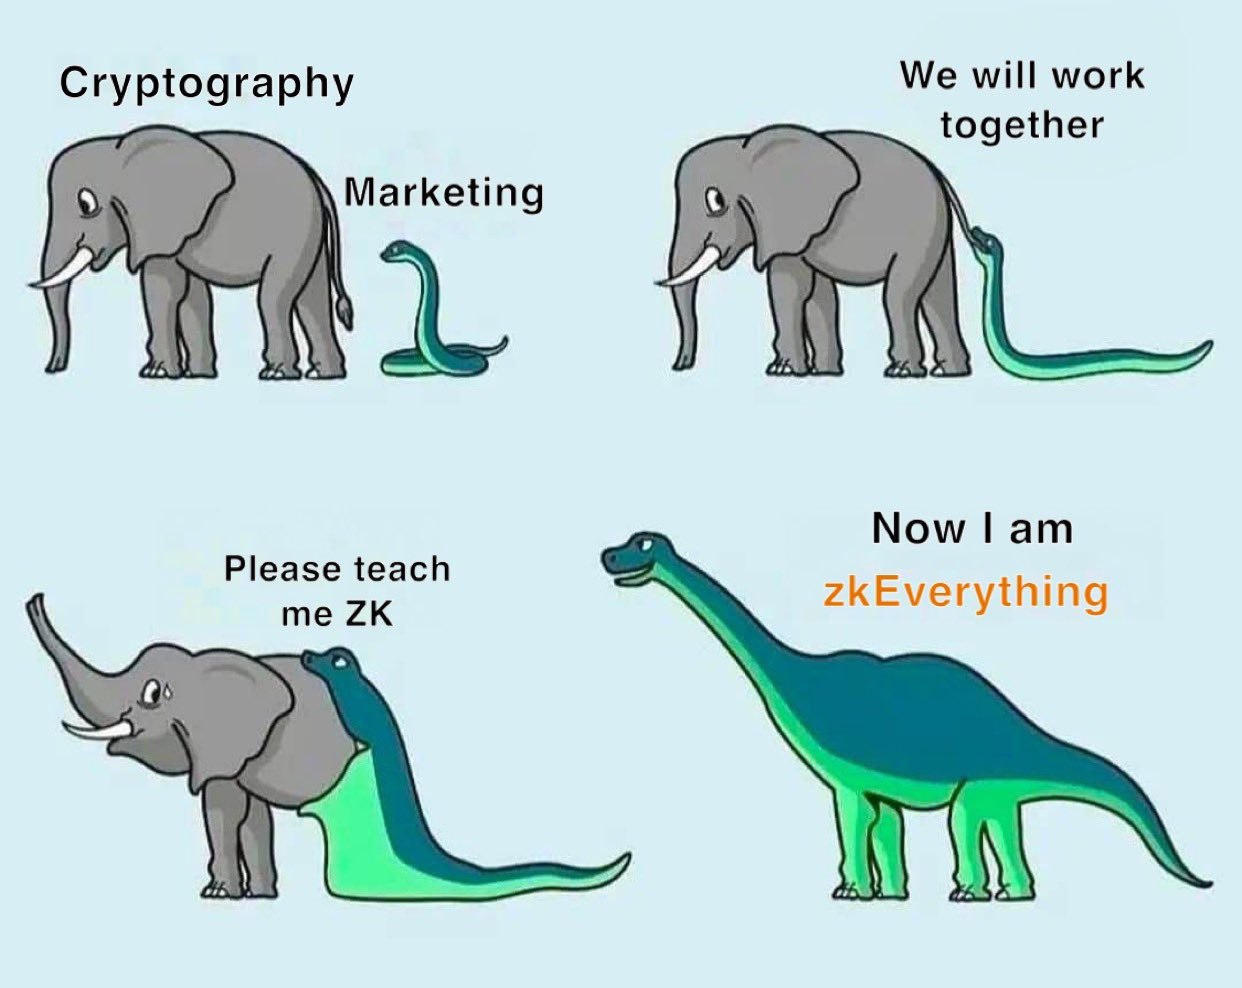 Cryptography
Marketing
We will work
together
Please teach
me ZK
Now I am
zkEverything